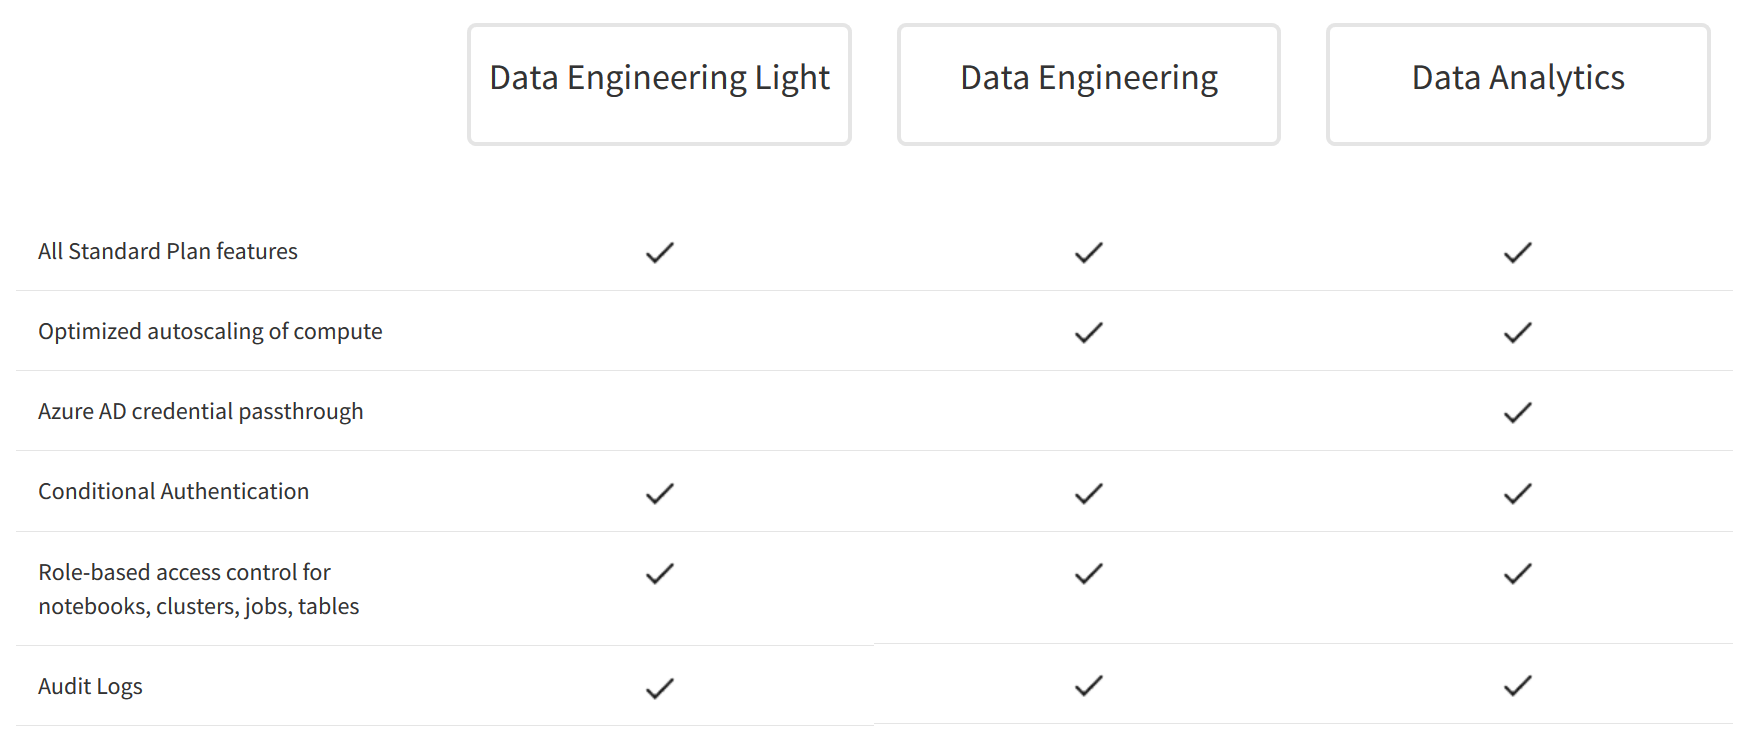 Data Engineering Light
Data Engineering
Data Analytics
All Standard Plan features
Optimized autoscaling of compute
Azure AD credential passthrough
Conditional Authentication
Role-based access control for
notebooks, clusters, jobs, tables
Audit Logs